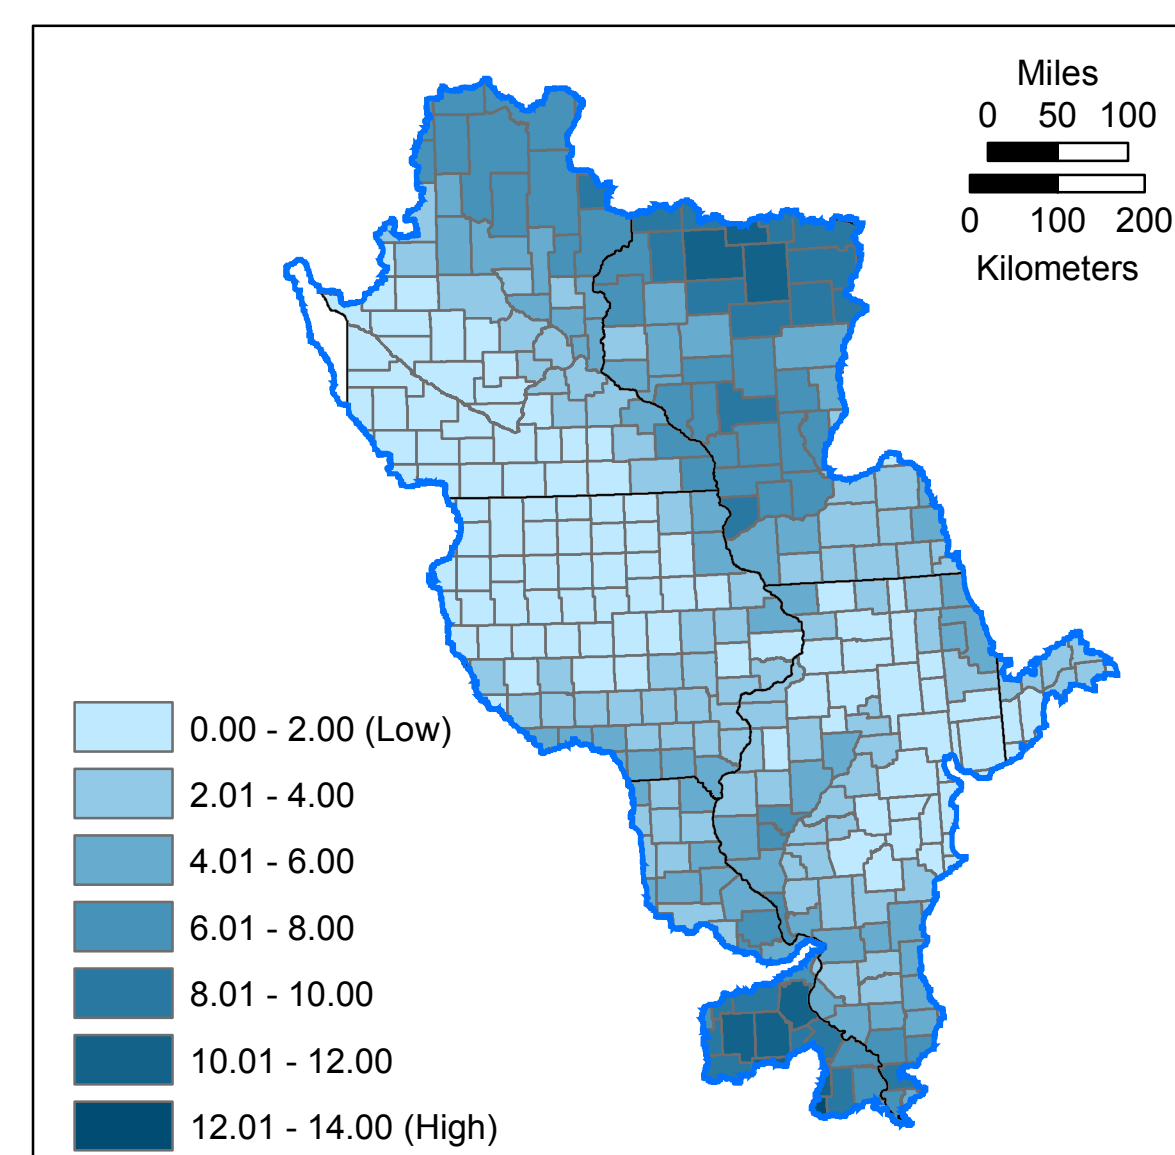 Miles
0 50 100
0 100 200
Kilometers
0.00 - 2.00 (Low)
2.01 - 4.00
4.01 - 6.00
6.01 - 8.00
8.01 - 10.00
10.01 - 12.00
12.01 - 14.00 (High)